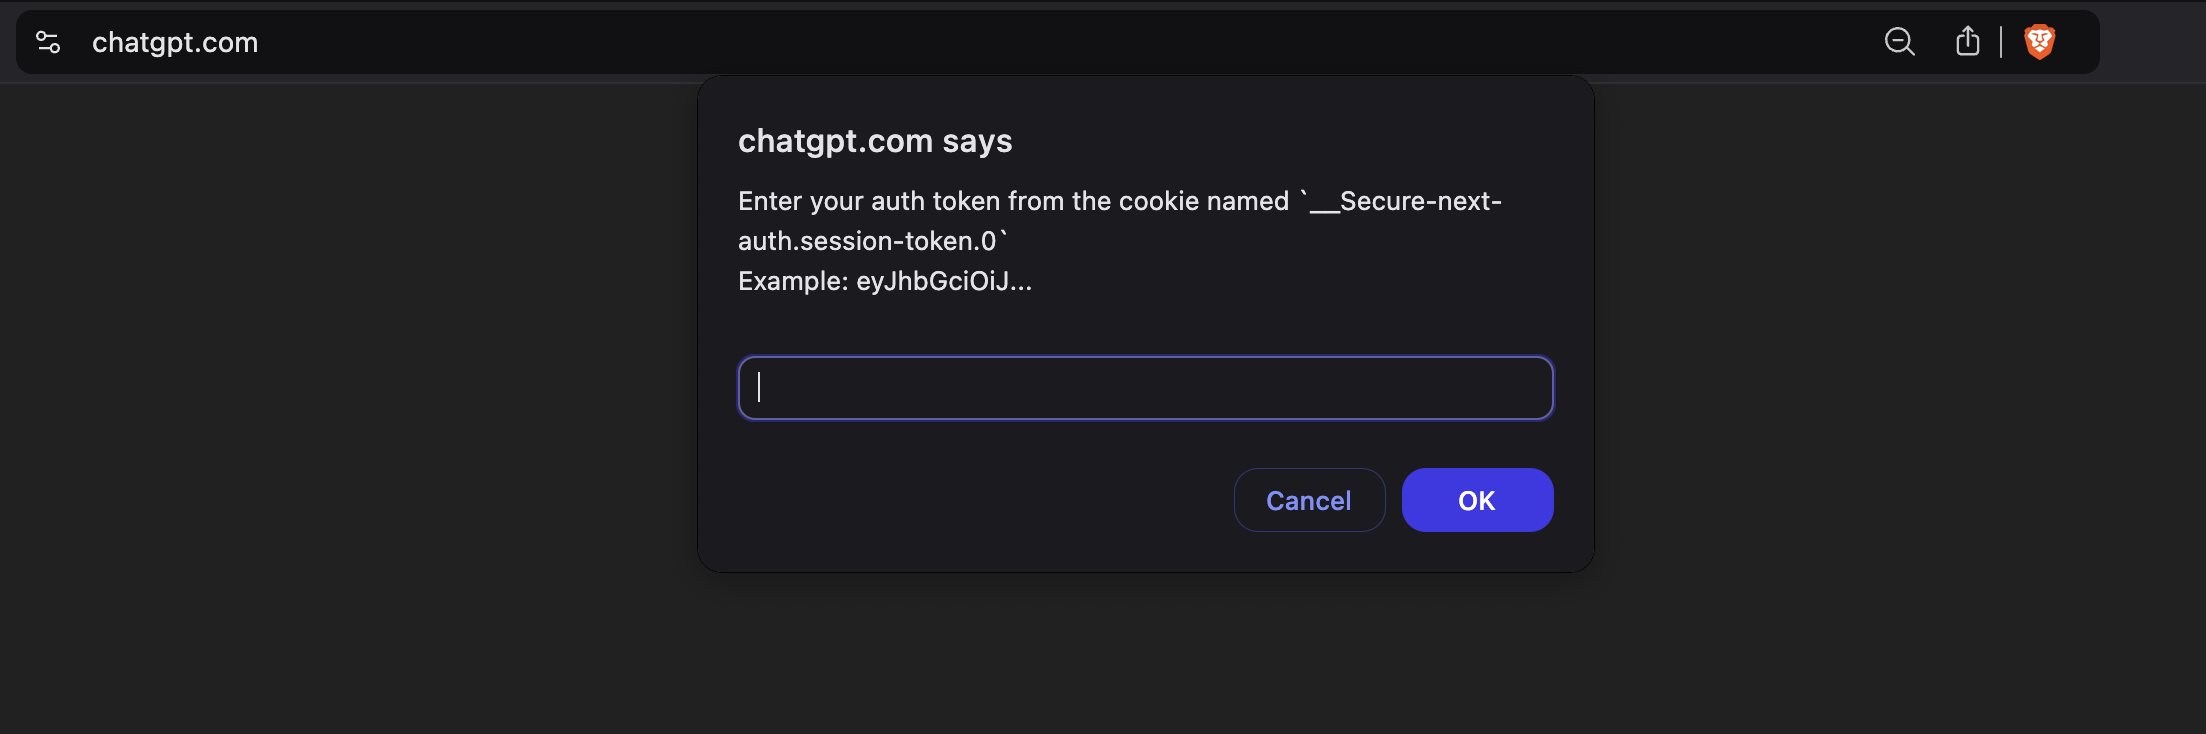 chatgpt.com
chatgpt.com says
Enter your auth token from the cookie named `__Secure-next-
auth.session-token.0`
Example: eyJhbGciOiJ...
Cancel
OK